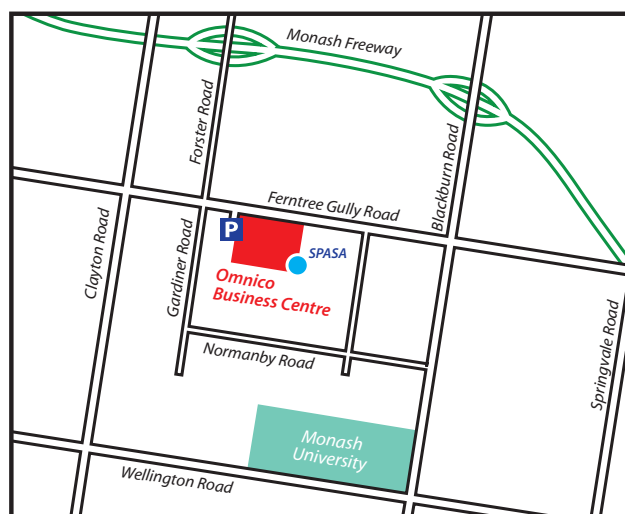 Monash Freeway
Forster Road
Blackburn Road
Ferntree Gully Road
P
SPASA
Clayton Road
Gardiner Road
Omnico
Business Centre
Springvale Road
Normanby Road
Monash
University
Wellington Road